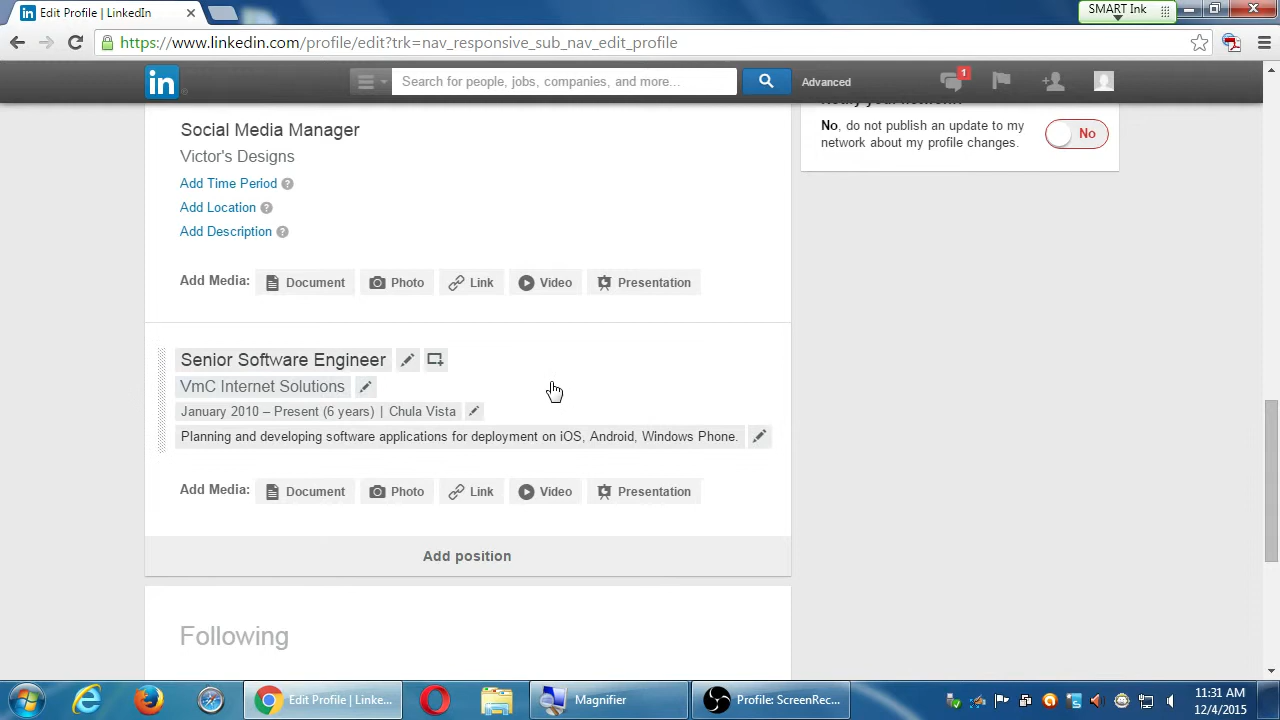 Edit Profile | LinkedIn
SMART Ink
https://www.linkedin.com/profile/edit?trk=nav_responsive_sub_nav_edit_profile
in
Search for people, jobs, companies, and more...
Advanced
1
Social Media Manager
Victor's Designs
Add Time Period ?
Add Location ?
Add Description ?
Add Media: Document Photo Link Video Presentation
No, do not publish an update to my
network about my profile changes.
No
Senior Software Engineer
VmC Internet Solutions
January 2010 – Present (6 years) | Chula Vista
Planning and developing software applications for deployment on iOS, Android, Windows Phone.
Add Media: Document Photo Link Video Presentation
Add position
Following
Edit Profile | Linke...
Magnifier
Profile: ScreenRec...
11:31 AM
12/4/2015